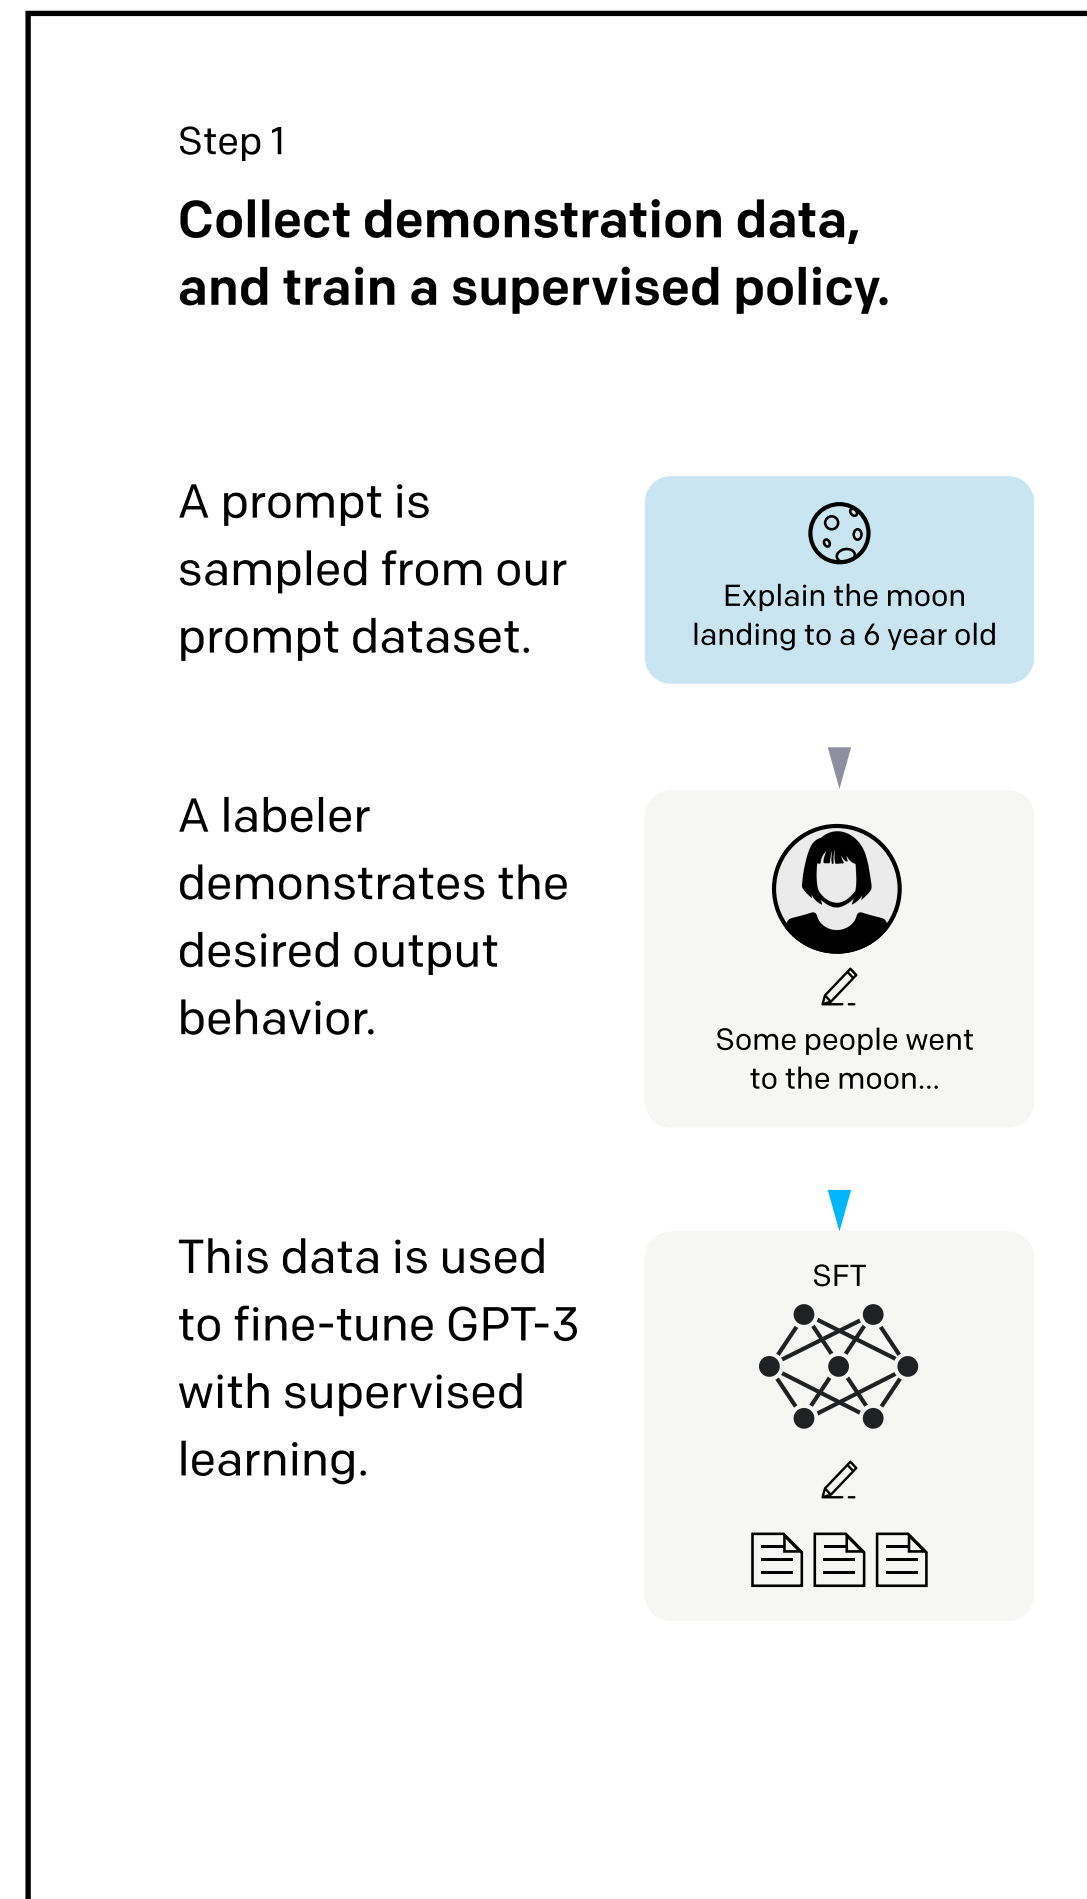 Step 1
Collect demonstration data,
and train a supervised policy.
A prompt is
sampled from our
prompt dataset.
Explain the moon
landing to a 6 year old
A labeler
demonstrates the
desired output
behavior.
Some people went
to the moon...
This data is used
to fine-tune GPT-3
with supervised
learning.
SFT